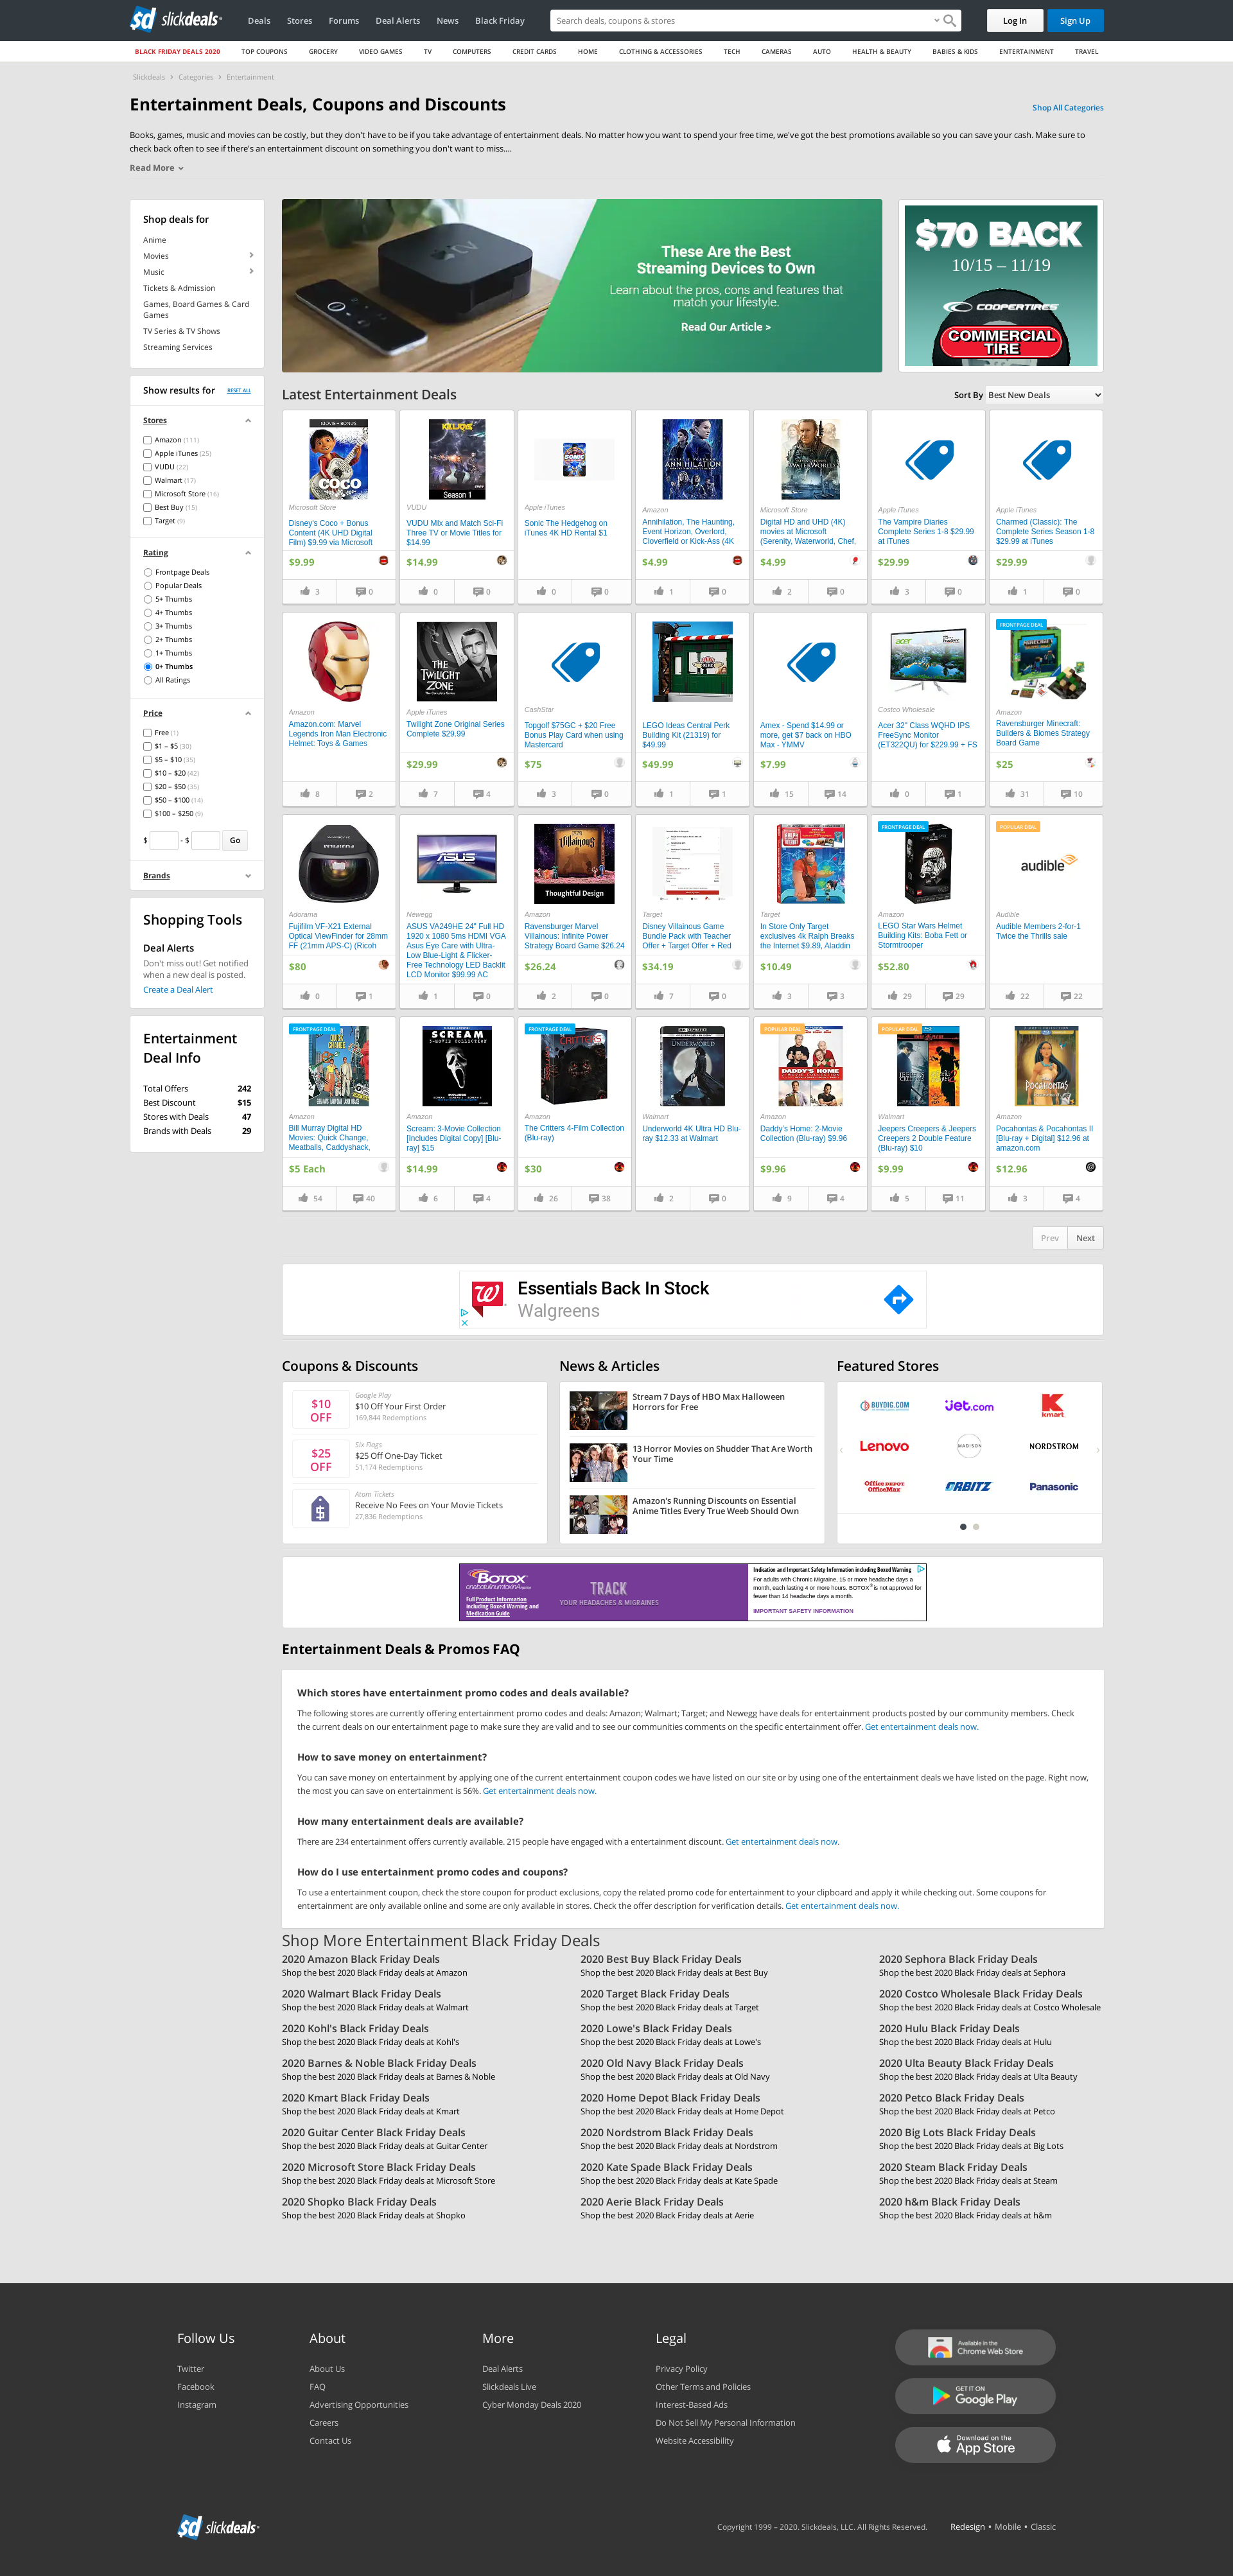 slickdeals
Deals
Stores
Forums
Deal Alerts
News
Black Friday
Search deals, coupons & stores
Log In
Sign Up
BLACK FRIDAY DEALS 2020
TOP COUPONS
GROCERY
VIDEO GAMES
TV
COMPUTERS
CREDIT CARDS
HOME
CLOTHING & ACCESSORIES
TECH
CAMERAS
AUTO
HEALTH & BEAUTY
BABIES & KIDS
ENTERTAINMENT
TRAVEL
Slickdeals > Categories > Entertainment
Entertainment Deals, Coupons and Discounts
Shop All Categories
Books, games, music and movies can be costly, but they don't have to be if you take advantage of entertainment deals. No matter how you want to spend your free time, we've got the best promotions available so you can save your cash. Make sure to
check back often to see if there's an entertainment discount on something you don't want to miss....
Read More
Shop deals for
Anime
Movies
Music
Tickets & Admission
Games, Board Games & Card
Games
TV Series & TV Shows
Streaming Services
These Are the Best
Streaming Devices to Own
Learn about the pros, cons and features that
match your lifestyle.
Read Our Article >
$70 BACK
10/15 – 11/19
COOPERTIRES
COMMERCIAL
TIRE
Show results for
RESET ALL
Stores
Amazon (111)
Apple iTunes (25)
VUDU (22)
Walmart (17)
Microsoft Store (16)
Best Buy (15)
Target (9)
Rating
Frontpage Deals
Popular Deals
5+ Thumbs
4+ Thumbs
3+ Thumbs
2+ Thumbs
1+ Thumbs
0+ Thumbs
All Ratings
Price
Free (1)
$1 – $5 (30)
$5 – $10 (35)
$10 – $20 (42)
$20 – $50 (35)
$50 – $100 (14)
$100 – $250 (9)
$ - $ Go
Brands
Shopping Tools
Deal Alerts
Don't miss out! Get notified
when a new deal is posted.
Create a Deal Alert
Entertainment
Deal Info
Total Offers 242
Best Discount $15
Stores with Deals 47
Brands with Deals 29
Latest Entertainment Deals
Sort By Best New Deals
Microsoft Store
Disney's Coco + Bonus
Content (4K UHD Digital
Film) $9.99 via Microsoft
$9.99
3 0
VUDU
VUDU MIx and Match Sci-Fi
Three TV or Movie Titles for
$14.99
$14.99
0 0
Apple iTunes
Sonic The Hedgehog on
iTunes 4K HD Rental $1
0 0
Amazon
Annihilation, The Haunting,
Event Horizon, Overlord,
Cloverfield or Kick-Ass (4K
$4.99
1 0
Microsoft Store
Digital HD and UHD (4K)
movies at Microsoft
(Serenity, Waterworld, Chef,
$4.99
2 0
Apple iTunes
The Vampire Diaries
Complete Series 1-8 $29.99
at iTunes
$29.99
3 0
Apple iTunes
Charmed (Classic): The
Complete Series Season 1-8
$29.99 at iTunes
$29.99
1 0
Amazon
Amazon.com: Marvel
Legends Iron Man Electronic
Helmet: Toys & Games
8 2
THE
TWILIGHT
ZONE
Apple iTunes
Twilight Zone Original Series
Complete $29.99
$29.99
7 4
CashStar
Topgolf $75GC + $20 Free
Bonus Play Card when using
Mastercard
$75
3 0
LEGO Ideas Central Perk
Building Kit (21319) for
$49.99
$49.99
1 1
Amex - Spend $14.99 or
more, get $7 back on HBO
Max - YMMV
$7.99
15 14
Costco Wholesale
Acer 32" Class WQHD IPS
FreeSync Monitor
(ET322QU) for $229.99 + FS
0 1
FRONTPAGE DEAL
Amazon
Ravensburger Minecraft:
Builders & Biomes Strategy
Board Game
$25
31 10
Adorama
Fujifilm VF-X21 External
Optical ViewFinder for 28mm
FF (21mm APS-C) (Ricoh
$80
0 1
Newegg
ASUS VA249HE 24" Full HD
1920 x 1080 5ms HDMI VGA
Asus Eye Care with Ultra-
Low Blue-Light & Flicker-
Free Technology LED Backlit
LCD Monitor $99.99 AC
1 0
Villainous
Thoughtful Design
Amazon
Ravensburger Marvel
Villainous: Infinite Power
Strategy Board Game $26.24
$26.24
2 0
Target
Disney Villainous Game
Bundle Pack with Teacher
Offer + Target Offer + Red
$34.19
7 0
Target
In Store Only Target
exclusives 4k Ralph Breaks
the Internet $9.89, Aladdin
$10.49
3 3
FRONTPAGE DEAL
Amazon
LEGO Star Wars Helmet
Building Kits: Boba Fett or
Stormtrooper
$52.80
29 29
POPULAR DEAL
audible
Audible
Audible Members 2-for-1
Twice the Thrills sale
22 22
FRONTPAGE DEAL
Amazon
Bill Murray Digital HD
Movies: Quick Change,
Meatballs, Caddyshack,
$5 Each
54 40
SCREAM
Amazon
Scream: 3-Movie Collection
[Includes Digital Copy] [Blu-
ray] $15
$14.99
6 4
FRONTPAGE DEAL
Amazon
The Critters 4-Film Collection
(Blu-ray)
$30
26 38
Walmart
Underworld 4K Ultra HD Blu-
ray $12.33 at Walmart
2 0
POPULAR DEAL
Amazon
Daddy's Home: 2-Movie
Collection (Blu-ray) $9.96
$9.96
9 4
POPULAR DEAL
Walmart
Jeepers Creepers & Jeepers
Creepers 2 Double Feature
(Blu-ray) $10
$9.99
5 11
Amazon
Pocahontas & Pocahontas II
[Blu-ray + Digital] $12.96 at
amazon.com
$12.96
3 4
Prev Next
Essentials Back In Stock
Walgreens
Coupons & Discounts
$10
OFF
Google Play
$10 Off Your First Order
169,844 Redemptions
$25
OFF
Six Flags
$25 Off One-Day Ticket
51,174 Redemptions
Atom Tickets
Receive No Fees on Your Movie Tickets
27,836 Redemptions
News & Articles
Stream 7 Days of HBO Max Halloween
Horrors for Free
13 Horror Movies on Shudder That Are Worth
Your Time
Amazon's Running Discounts on Essential
Anime Titles Every True Weeb Should Own
Featured Stores
BUYDIG.COM
Jet.com
Kmart
Lenovo
MADISON
NORDSTROM
Office DEPOT
OfficeMax
ORBITZ
Panasonic
BOTOX
onabotulinumtoxinA
Full Product Information
including Boxed Warning and
Medication Guide
TRACK
YOUR HEADACHES & MIGRAINES
Indication and Important Safety Information including Boxed Warning
For adults with Chronic Migraine, 15 or more headache days a
month, each lasting 4 or more hours. BOTOX® is not approved for
fewer than 14 headache days a month.
IMPORTANT SAFETY INFORMATION
Entertainment Deals & Promos FAQ
Which stores have entertainment promo codes and deals available?
The following stores are currently offering entertainment promo codes and deals: Amazon; Walmart; Target; and Newegg have deals for entertainment products posted by our community members. Check
the current deals on our entertainment page to make sure they are valid and to see our communities comments on the specific entertainment offer. Get entertainment deals now.
How to save money on entertainment?
You can save money on entertainment by applying one of the current entertainment coupon codes we have listed on our site or by using one of the entertainment deals we have listed on the page. Right now,
the most you can save on entertainment is 56%. Get entertainment deals now.
How many entertainment deals are available?
There are 234 entertainment offers currently available. 215 people have engaged with a entertainment discount. Get entertainment deals now.
How do I use entertainment promo codes and coupons?
To use a entertainment coupon, check the store coupon for product exclusions, copy the related promo code for entertainment to your clipboard and apply it while checking out. Some coupons for
entertainment are only available online and some are only available in stores. Check the offer description for verification details. Get entertainment deals now.
Shop More Entertainment Black Friday Deals
2020 Amazon Black Friday Deals
Shop the best 2020 Black Friday deals at Amazon
2020 Best Buy Black Friday Deals
Shop the best 2020 Black Friday deals at Best Buy
2020 Sephora Black Friday Deals
Shop the best 2020 Black Friday deals at Sephora
2020 Walmart Black Friday Deals
Shop the best 2020 Black Friday deals at Walmart
2020 Target Black Friday Deals
Shop the best 2020 Black Friday deals at Target
2020 Costco Wholesale Black Friday Deals
Shop the best 2020 Black Friday deals at Costco Wholesale
2020 Kohl's Black Friday Deals
Shop the best 2020 Black Friday deals at Kohl's
2020 Lowe's Black Friday Deals
Shop the best 2020 Black Friday deals at Lowe's
2020 Hulu Black Friday Deals
Shop the best 2020 Black Friday deals at Hulu
2020 Barnes & Noble Black Friday Deals
Shop the best 2020 Black Friday deals at Barnes & Noble
2020 Old Navy Black Friday Deals
Shop the best 2020 Black Friday deals at Old Navy
2020 Ulta Beauty Black Friday Deals
Shop the best 2020 Black Friday deals at Ulta Beauty
2020 Kmart Black Friday Deals
Shop the best 2020 Black Friday deals at Kmart
2020 Home Depot Black Friday Deals
Shop the best 2020 Black Friday deals at Home Depot
2020 Petco Black Friday Deals
Shop the best 2020 Black Friday deals at Petco
2020 Guitar Center Black Friday Deals
Shop the best 2020 Black Friday deals at Guitar Center
2020 Nordstrom Black Friday Deals
Shop the best 2020 Black Friday deals at Nordstrom
2020 Big Lots Black Friday Deals
Shop the best 2020 Black Friday deals at Big Lots
2020 Microsoft Store Black Friday Deals
Shop the best 2020 Black Friday deals at Microsoft Store
2020 Kate Spade Black Friday Deals
Shop the best 2020 Black Friday deals at Kate Spade
2020 Steam Black Friday Deals
Shop the best 2020 Black Friday deals at Steam
2020 Shopko Black Friday Deals
Shop the best 2020 Black Friday deals at Shopko
2020 Aerie Black Friday Deals
Shop the best 2020 Black Friday deals at Aerie
2020 h&m Black Friday Deals
Shop the best 2020 Black Friday deals at h&m
Follow Us
Twitter
Facebook
Instagram
About
About Us
FAQ
Advertising Opportunities
Careers
Contact Us
More
Deal Alerts
Slickdeals Live
Cyber Monday Deals 2020
Legal
Privacy Policy
Other Terms and Policies
Interest-Based Ads
Do Not Sell My Personal Information
Website Accessibility
Available in the
Chrome Web Store
GET IT ON
Google Play
Download on the
App Store
slickdeals
Copyright 1999 – 2020. Slickdeals, LLC. All Rights Reserved.
Redesign • Mobile • Classic